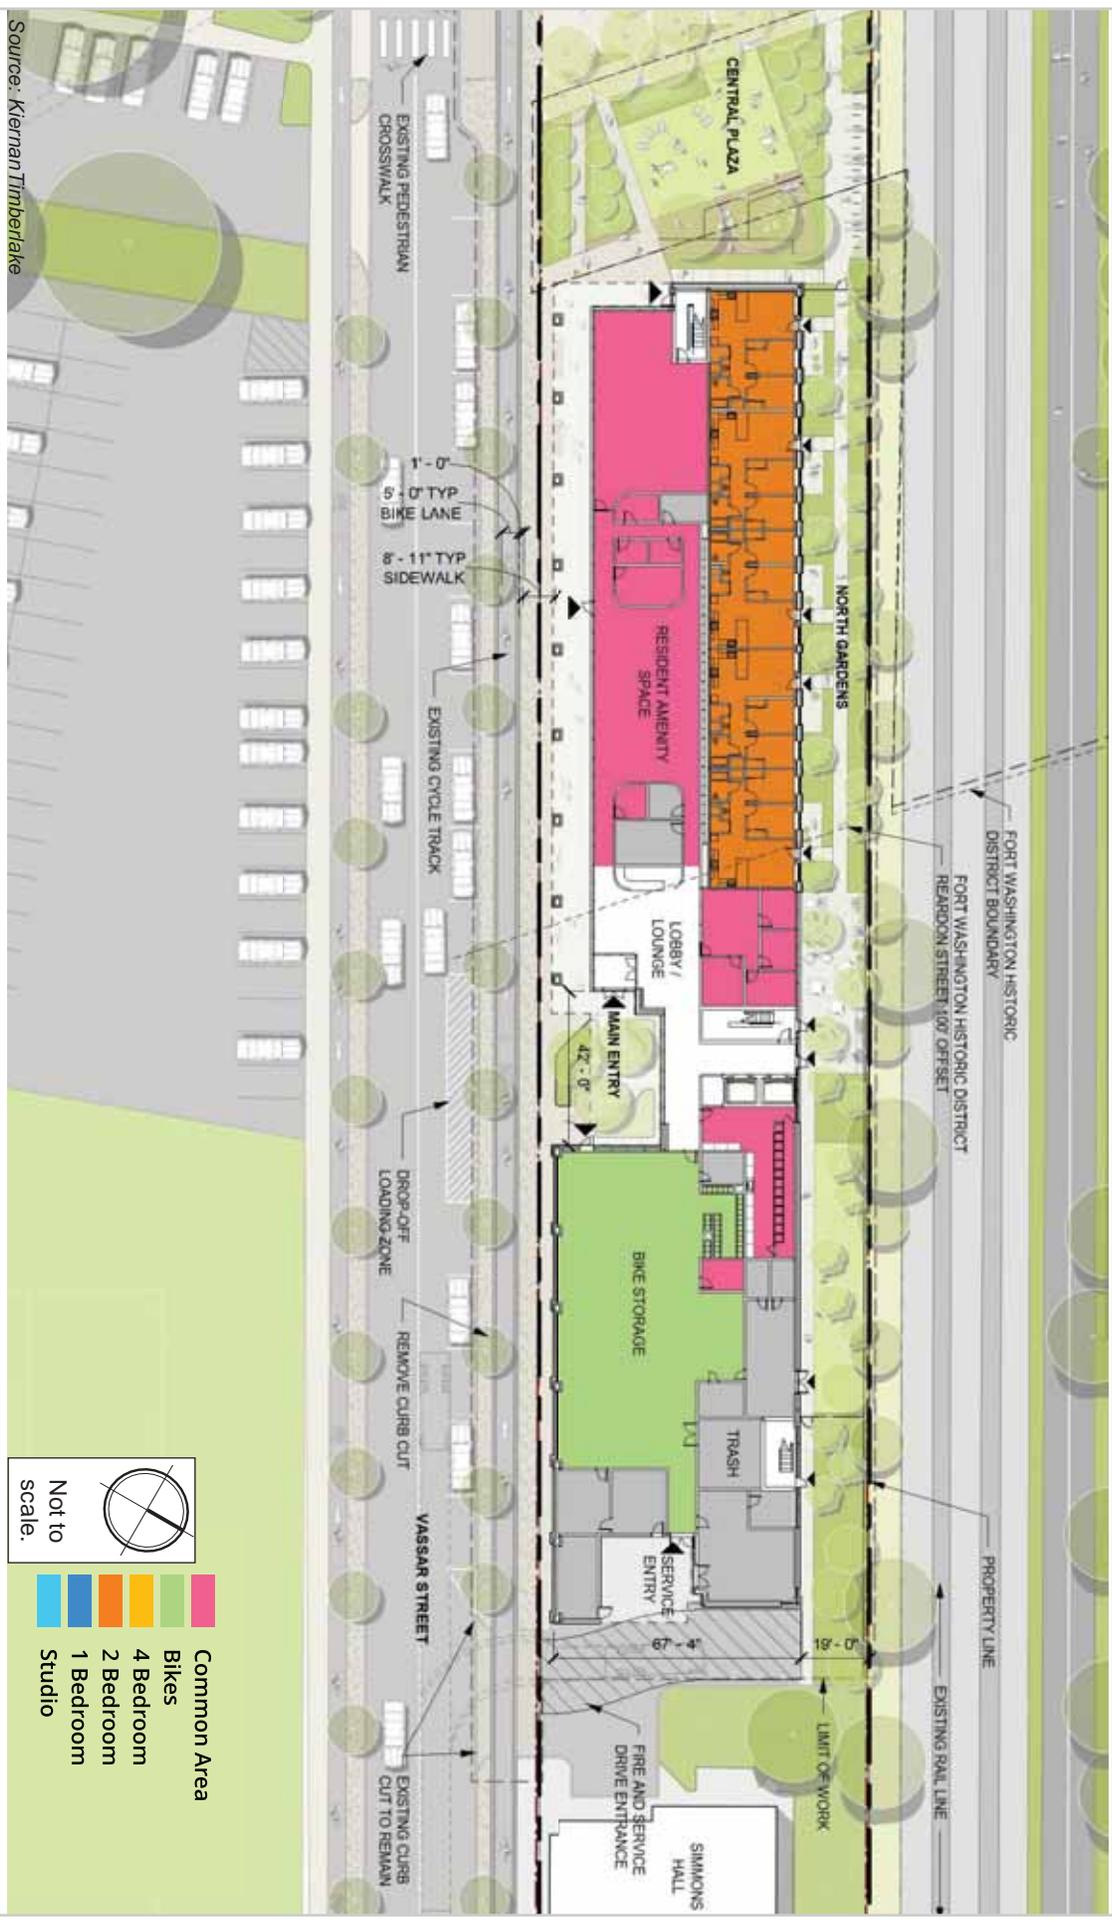 CENTRAL PLAZA
EXISTING PEDESTRIAN
CROSSWALK
1' - 0"
5' - 0" TYP
BIKE LANE
8' - 11" TYP
SIDEWALK
NORTH GARDENS
RESIDENT AMENITY
SPACE
EXISTING CYCLE TRACK
FORT WASHINGTON HISTORIC
DISTRICT BOUNDARY
FORT WASHINGTON HISTORIC DISTRICT
REARDON STREET 100' OFFSET
LOBBY /
LOUNGE
MAIN ENTRY
42' - 0"
DROP-OFF
LOADING ZONE
BIKE STORAGE
REMOVE CURB CUT
TRASH
VASSAR STREET
SERVICE
ENTRY
67' - 4"
19' - 0"
PROPERTY LINE
EXISTING RAIL LINE
LIMIT OF WORK
FIRE AND SERVICE
DRIVE ENTRANCE
EXISTING CURB
CUT TO REMAIN
SIMMONS
HALL
Not to
scale.
Common Area
Bikes
4 Bedroom
2 Bedroom
1 Bedroom
Studio
Source: KieranTimberlake